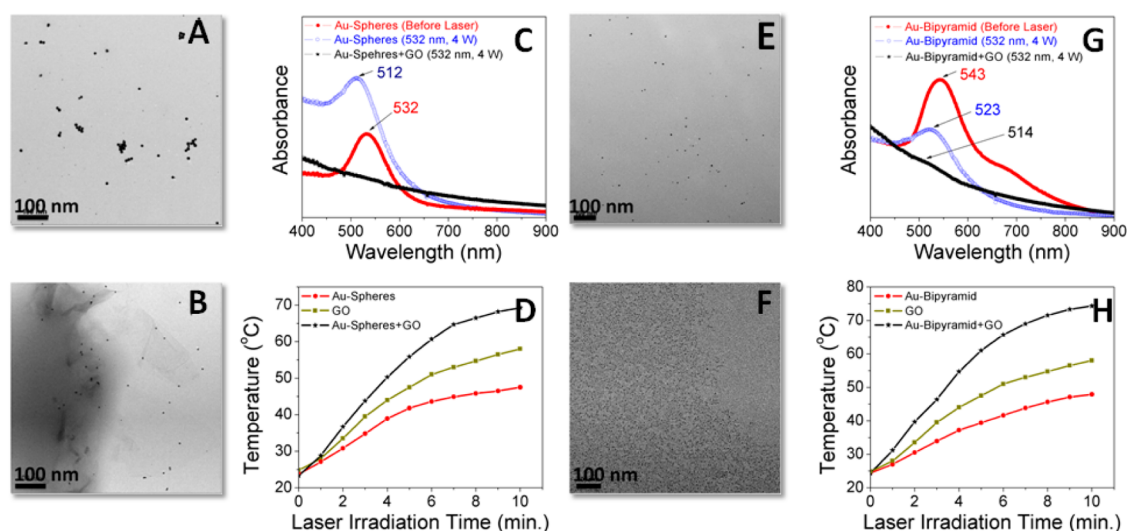 A
100 nm
C
Au-Spheres (Before Laser)
Au-Spheres (532 nm, 4 W)
Au-Spehres+GO (532 nm, 4 W)
512
532
Absorbance
400 500 600 700 800 900
Wavelength (nm)
E
100 nm
G
Au-Bipyramid (Before Laser)
Au-Bipyramid (532 nm, 4 W)
Au-Bipyramid+GO (532 nm, 4 W)
543
523
514
Absorbance
400 500 600 700 800 900
Wavelength (nm)
B
100 nm
D
Au-Spheres
GO
Au-Spheres+GO
Temperature (°C)
70
60
50
40
30
20
0 2 4 6 8 10
Laser Irradiation Time (min.)
F
100 nm
H
Au-Bipyramid
GO
Au-Bipyramid+GO
Temperature (°C)
80
70
60
50
40
30
20
0 2 4 6 8 10
Laser Irradiation Time (min.)